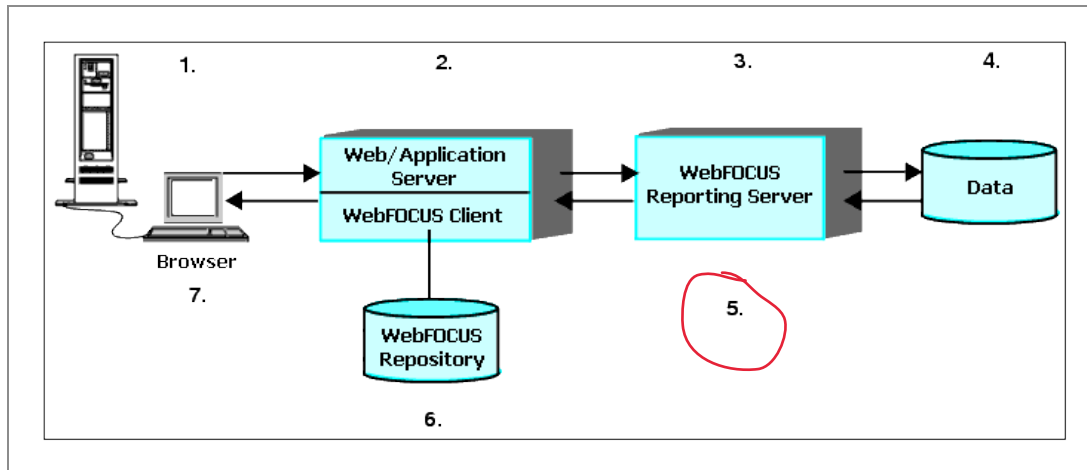 1.
2.
3.
4.
Web/Application
Server
WebFOCUS Client
WebFOCUS
Reporting Server
Data
Browser
7.
5.
WebFOCUS
Repository
6.